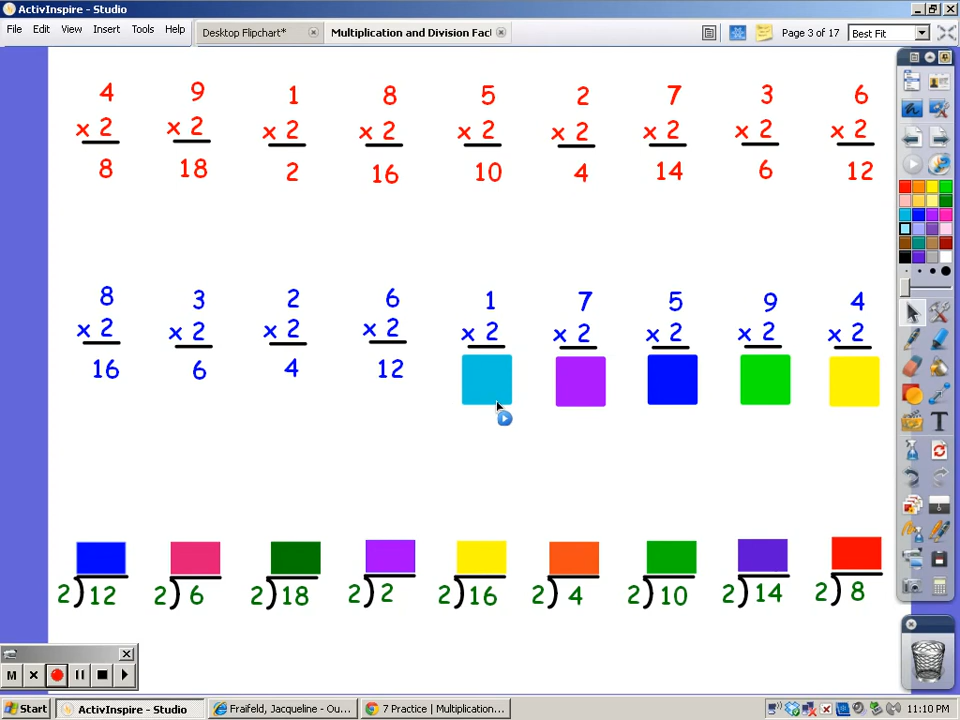 ActivInspire - Studio
File Edit View Insert Tools Help
Desktop Flipchart* Multiplication and Division Fact
Page 3 of 17 Best Fit
4 9 1 8 5 2 7 3 6
x 2 x 2 x 2 x 2 x 2 x 2 x 2 x 2 x 2
8 18 2 16 10 4 14 6 12
8 3 2 6 1 7 5 9 4
x 2 x 2 x 2 x 2 x 2 x 2 x 2 x 2 x 2
16 6 4 12
2)12 2)6 2)18 2)2 2)16 2)4 2)10 2)14 2)8
M
Start ActivInspire - Studio Fraifeld, Jacqueline - Ou... 7 Practice | Multiplication... 11:10 PM